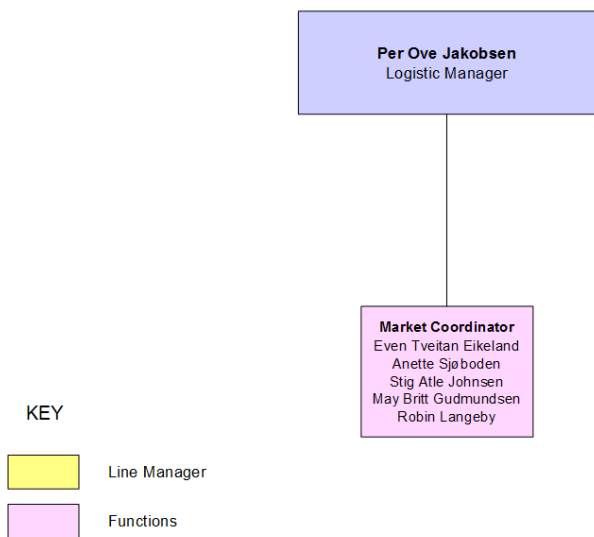 Per Ove Jakobsen
Logistic Manager
Market Coordinator
Even Tveitan Eikeland
Anette Sjøboden
Stig Atle Johnsen
May Britt Gudmundsen
Robin Langeby
KEY
Line Manager
Functions